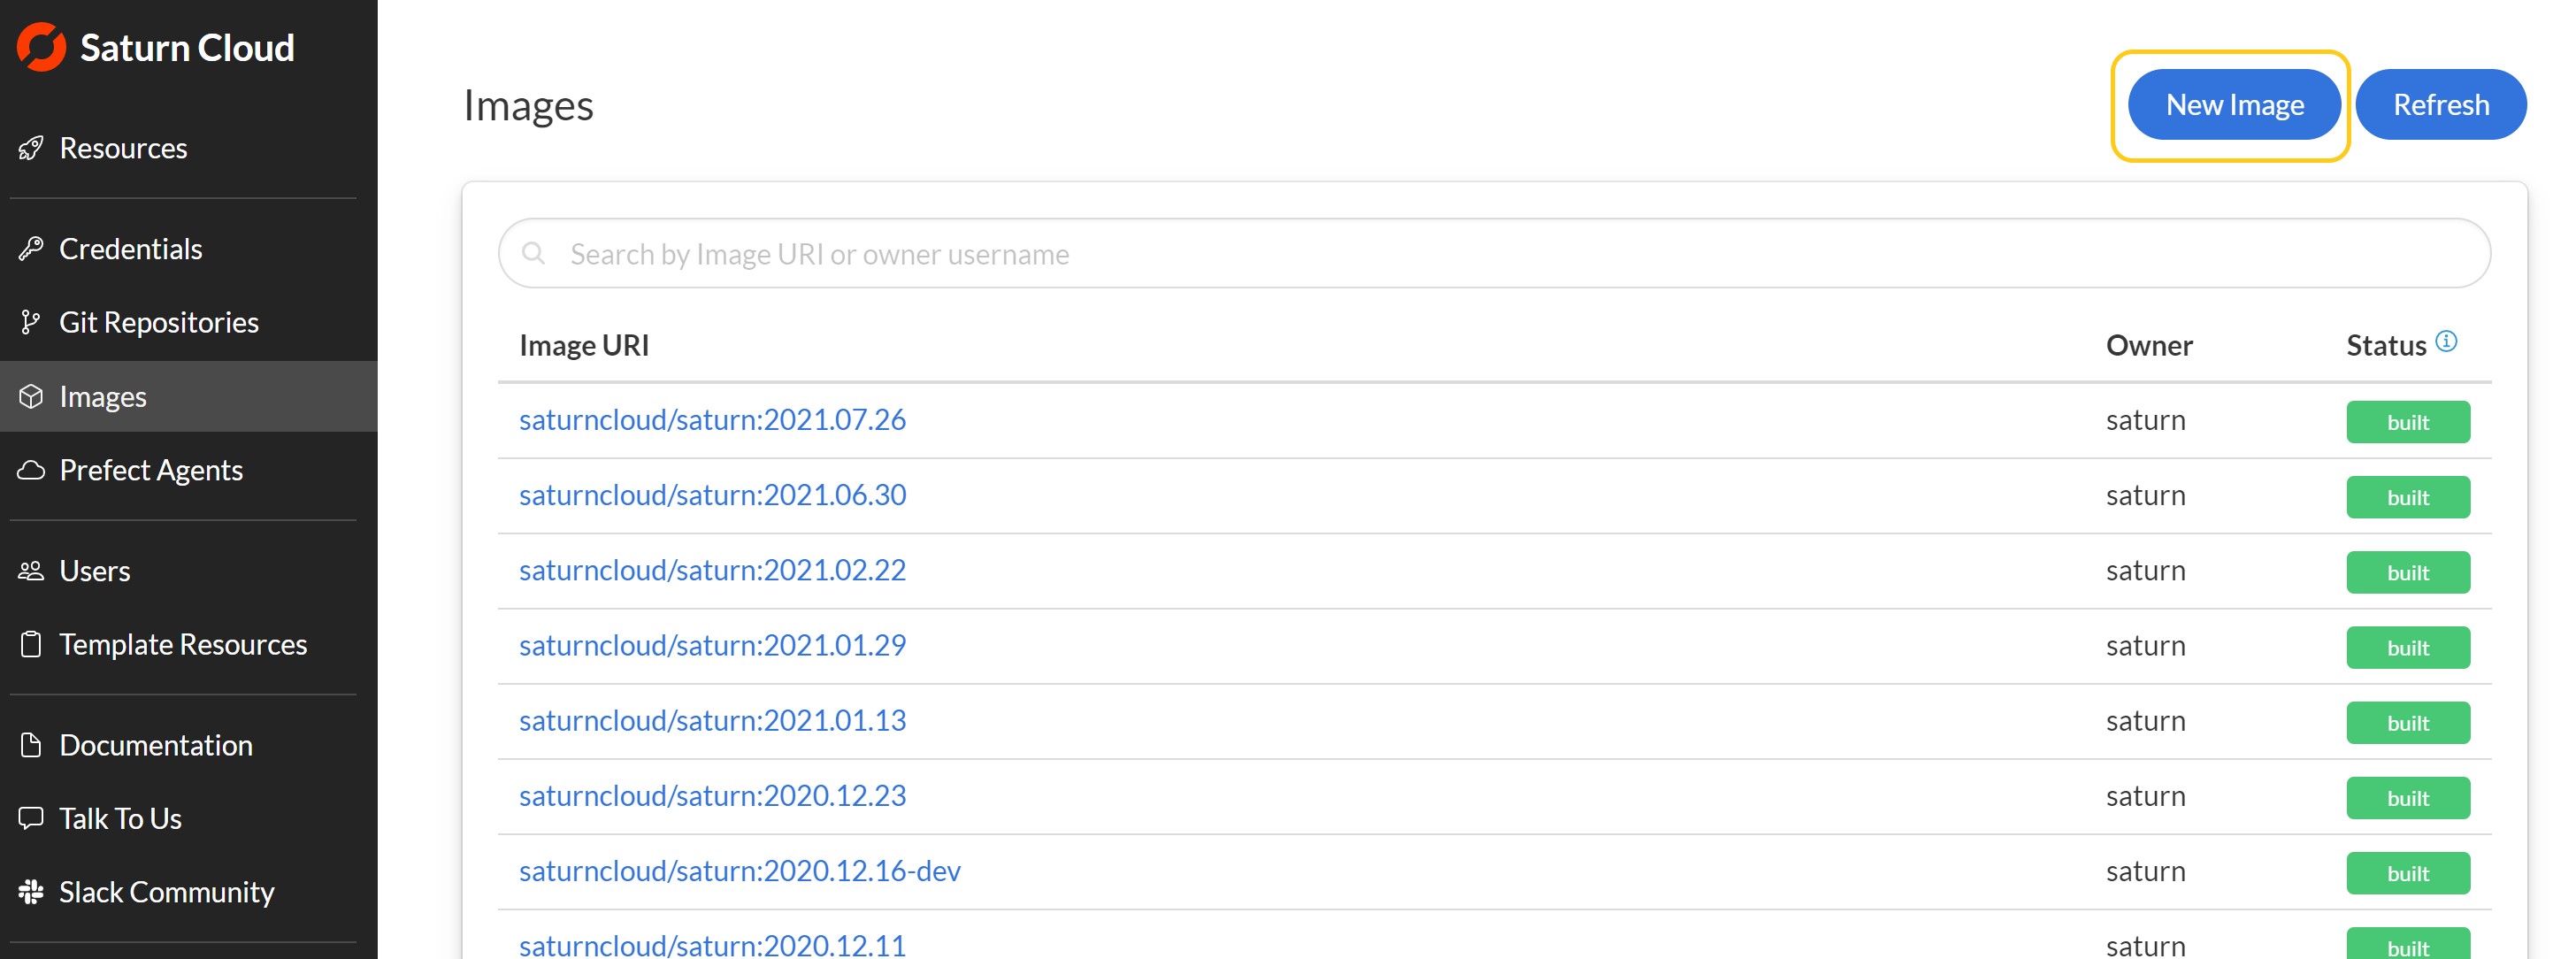 Saturn Cloud
Resources
Credentials
Git Repositories
Images
Prefect Agents
Users
Template Resources
Documentation
Talk To Us
Slack Community
Images
New Image
Refresh
Search by Image URI or owner username
Image URI Owner Status
saturncloud/saturn:2021.07.26 saturn built
saturncloud/saturn:2021.06.30 saturn built
saturncloud/saturn:2021.02.22 saturn built
saturncloud/saturn:2021.01.29 saturn built
saturncloud/saturn:2021.01.13 saturn built
saturncloud/saturn:2020.12.23 saturn built
saturncloud/saturn:2020.12.16-dev saturn built
saturncloud/saturn:2020.12.11 saturn built